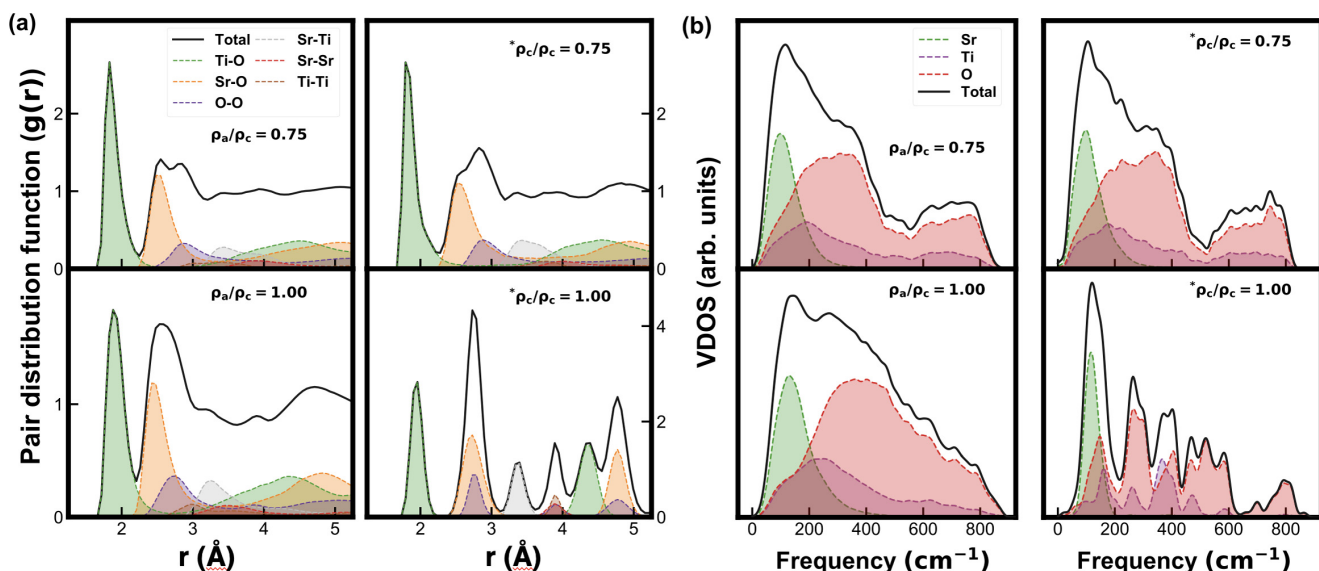 (a)
Pair distribution function (g(r))
Total
Ti-O
Sr-O
O-O
Sr-Ti
Sr-Sr
Ti-Ti
ρa/ρc = 0.75
2
1
0
*ρc/ρc = 0.75
2
1
0
ρa/ρc = 1.00
1
0
2 3 4 5
r (Å)
*ρc/ρc = 1.00
4
2
0
2 3 4 5
r (Å)
(b)
VDOS (arb. units)
Sr
Ti
O
Total
ρa/ρc = 0.75
*ρc/ρc = 0.75
ρa/ρc = 1.00
*ρc/ρc = 1.00
0 200 400 600 800
Frequency (cm⁻¹)
0 200 400 600 800
Frequency (cm⁻¹)